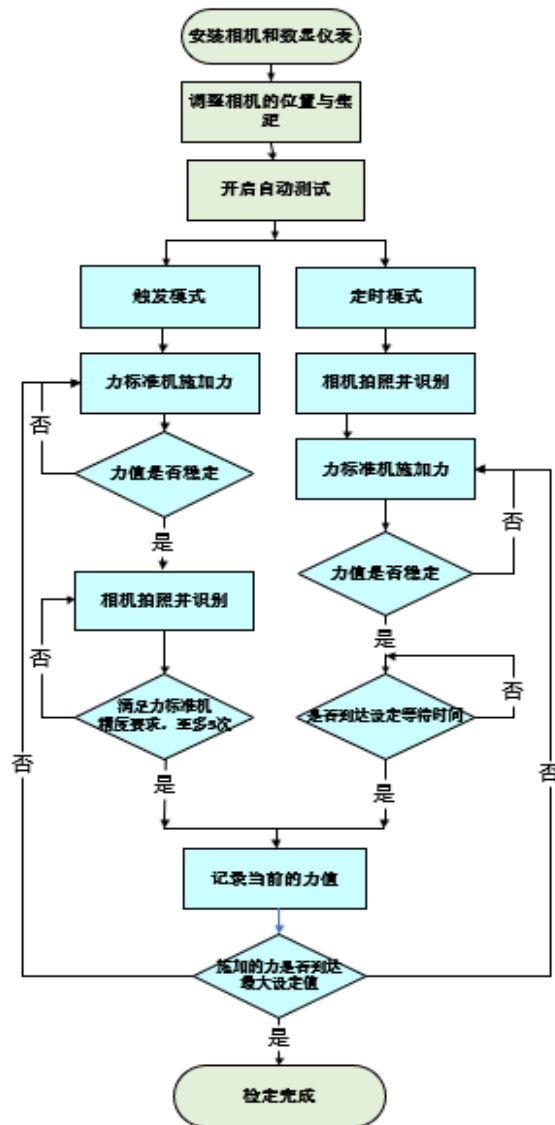 安装相机和数显仪表
调整相机的位置与焦
距
开启自动测试
触发模式
定时模式
力标准机施加力
相机拍照并识别
否
力值是否稳定
力标准机施加力
否
是
力值是否稳定
相机拍照并识别
是
否
满足力标准机
精度要求，至多3次
否
是否到达设定等待时间
否
否
是
是
记录当前的力值
施加的力是否到达
最大设定值
是
检定完成